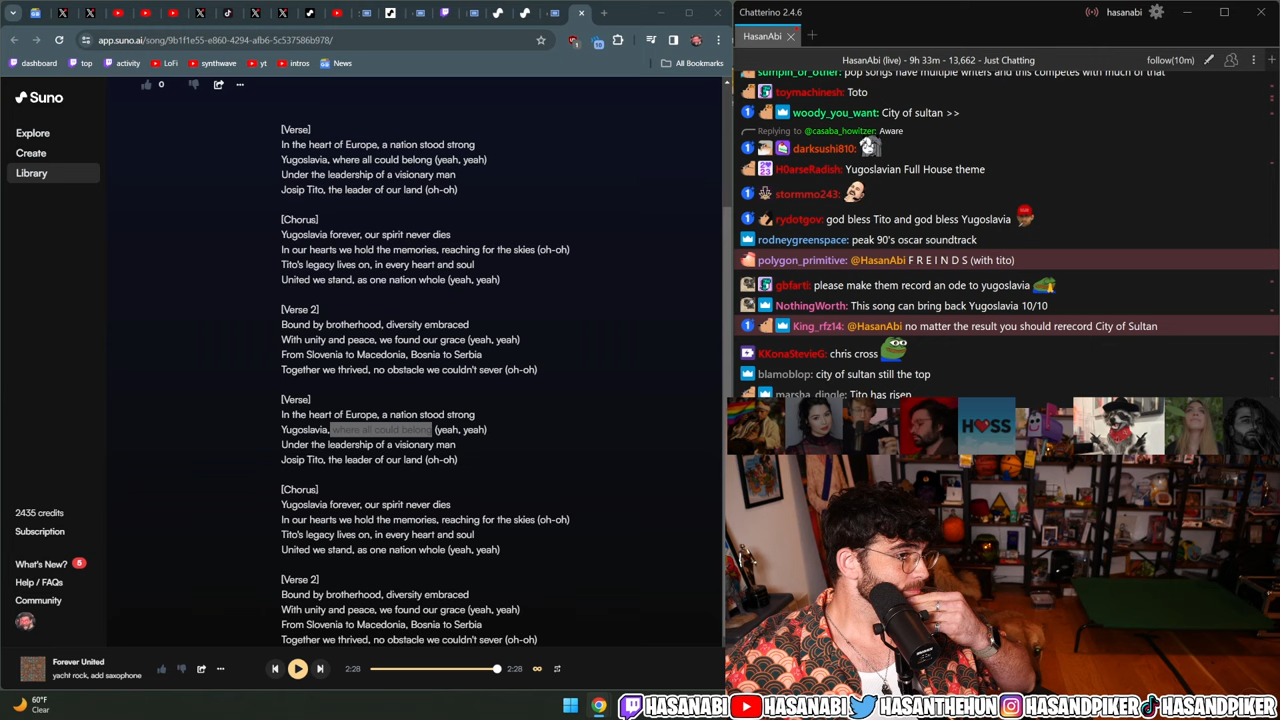 app.suno.ai/song/9b1f1e55-e860-4294-afb6-5c537586b978/
dashboard
top
activity
LoFi
synthwave
yt
intros
News
All Bookmarks
Suno
Explore
Create
Library
2435 credits
Subscription
What's New? 5
Help / FAQs
Community
0
[Verse]
In the heart of Europe, a nation stood strong
Yugoslavia, where all could belong (yeah, yeah)
Under the leadership of a visionary man
Josip Tito, the leader of our land (oh-oh)
[Chorus]
Yugoslavia forever, our spirit never dies
In our hearts we hold the memories, reaching for the skies (oh-oh)
Tito's legacy lives on, in every heart and soul
United we stand, as one nation whole (yeah, yeah)
[Verse 2]
Bound by brotherhood, diversity embraced
With unity and peace, we found our grace (yeah, yeah)
From Slovenia to Macedonia, Bosnia to Serbia
Together we thrived, no obstacle we couldn't sever (oh-oh)
[Verse]
In the heart of Europe, a nation stood strong
Yugoslavia, where all could belong (yeah, yeah)
Under the leadership of a visionary man
Josip Tito, the leader of our land (oh-oh)
[Chorus]
Yugoslavia forever, our spirit never dies
In our hearts we hold the memories, reaching for the skies (oh-oh)
Tito's legacy lives on, in every heart and soul
United we stand, as one nation whole (yeah, yeah)
[Verse 2]
Bound by brotherhood, diversity embraced
With unity and peace, we found our grace (yeah, yeah)
From Slovenia to Macedonia, Bosnia to Serbia
Together we thrived, no obstacle we couldn't sever (oh-oh)
Forever United
yacht rock, add saxophone
2:28
2:28
60°F
Clear
Chatterino 2.4.6
hasanabi
HasanAbi
HasanAbi (live) - 9h 33m - 13,662 - Just Chatting
follow(10m)
sumpin_or_other: pop songs have multiple writers and this competes with much of that
toymachinesh: Toto
woody_you_want: City of sultan >>
Replying to @casaba_howitzer: Aware
darksushi810:
H0arseRadish: Yugoslavian Full House theme
stormmo243:
rydotgov: god bless Tito and god bless Yugoslavia
rodneygreenspace: peak 90's oscar soundtrack
polygon_primitive: @HasanAbi F R E I N D S (with tito)
gbfarti: please make them record an ode to yugoslavia
NothingWorth: This song can bring back Yugoslavia 10/10
King_rfz14: @HasanAbi no matter the result you should rerecord City of Sultan
KKonaStevieG: chris cross
blamoblop: city of sultan still the top
marsha_dingle: Tito has risen
HOSS
HASANABI HASANABI HASANTHEHUN HASANDPIKER HASANDPIKER